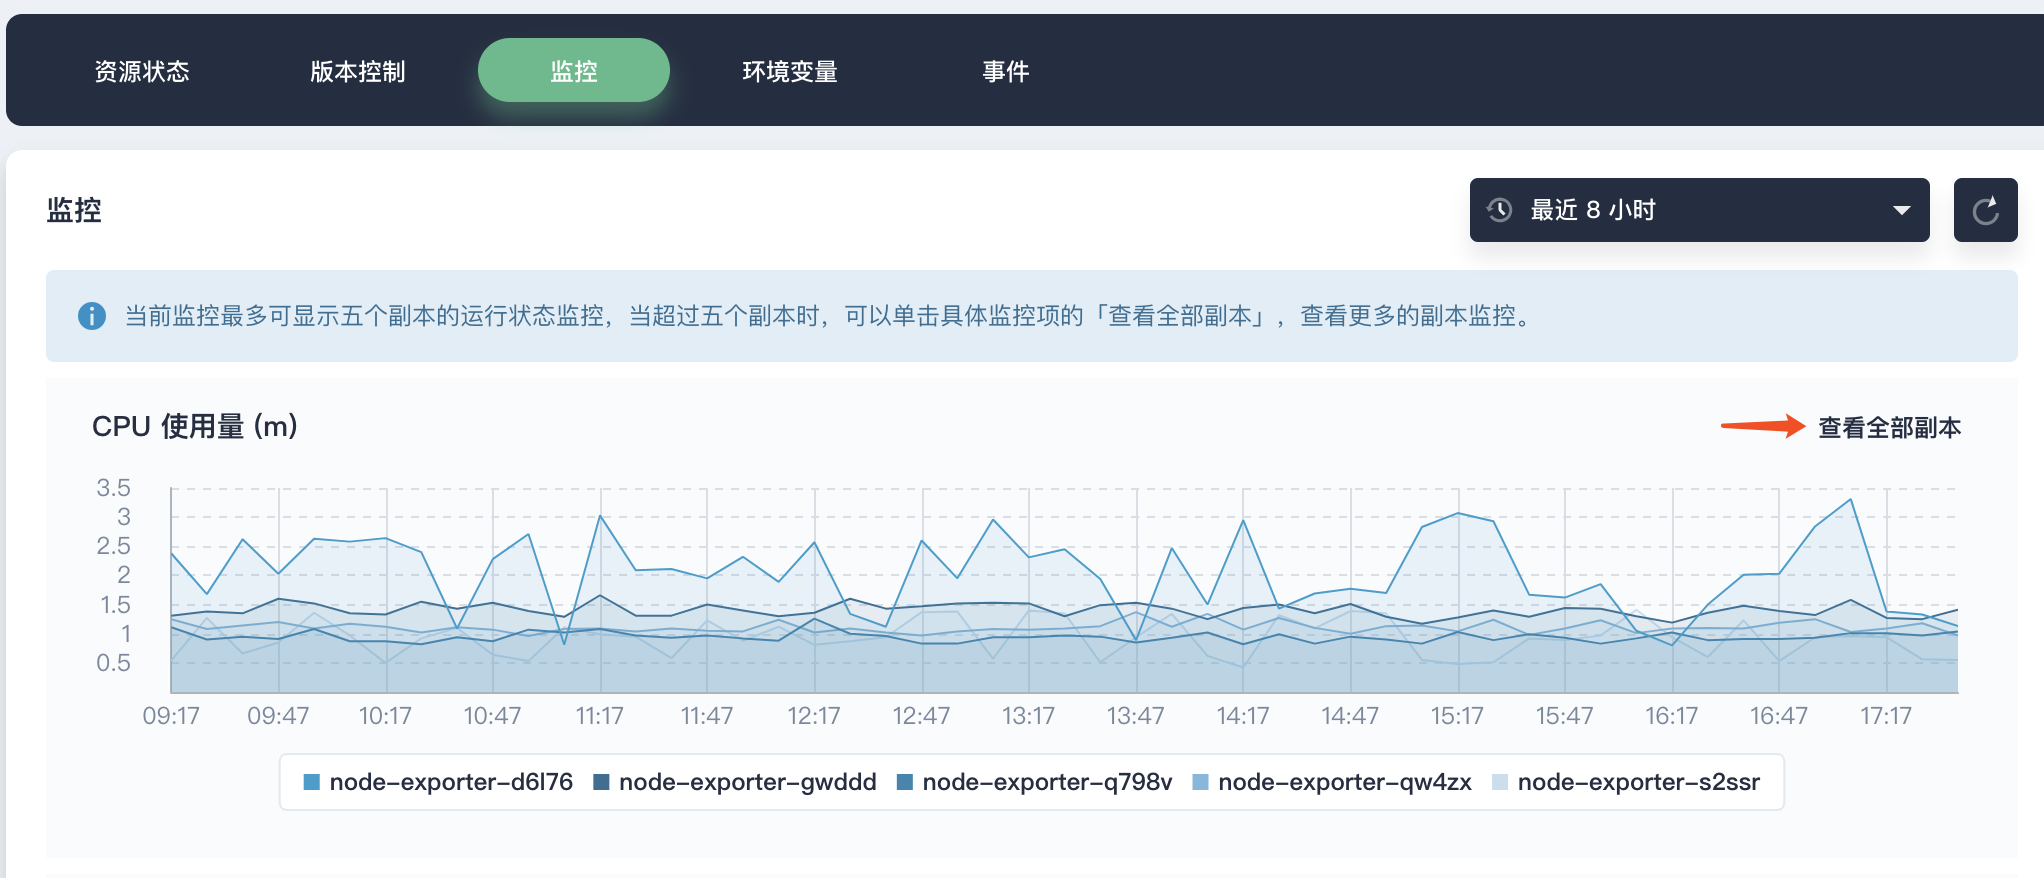 资源状态 版本控制 监控 环境变量 事件
监控
最近 8 小时
当前监控最多可显示五个副本的运行状态监控，当超过五个副本时，可以单击具体监控项的「查看全部副本」，查看更多的副本监控。
CPU 使用量 (m)
查看全部副本
3.5
3
2.5
2
1.5
1
0.5
09:17 09:47 10:17 10:47 11:17 11:47 12:17 12:47 13:17 13:47 14:17 14:47 15:17 15:47 16:17 16:47 17:17
node-exporter-d6l76 node-exporter-gwddd node-exporter-q798v node-exporter-qw4zx node-exporter-s2ssr